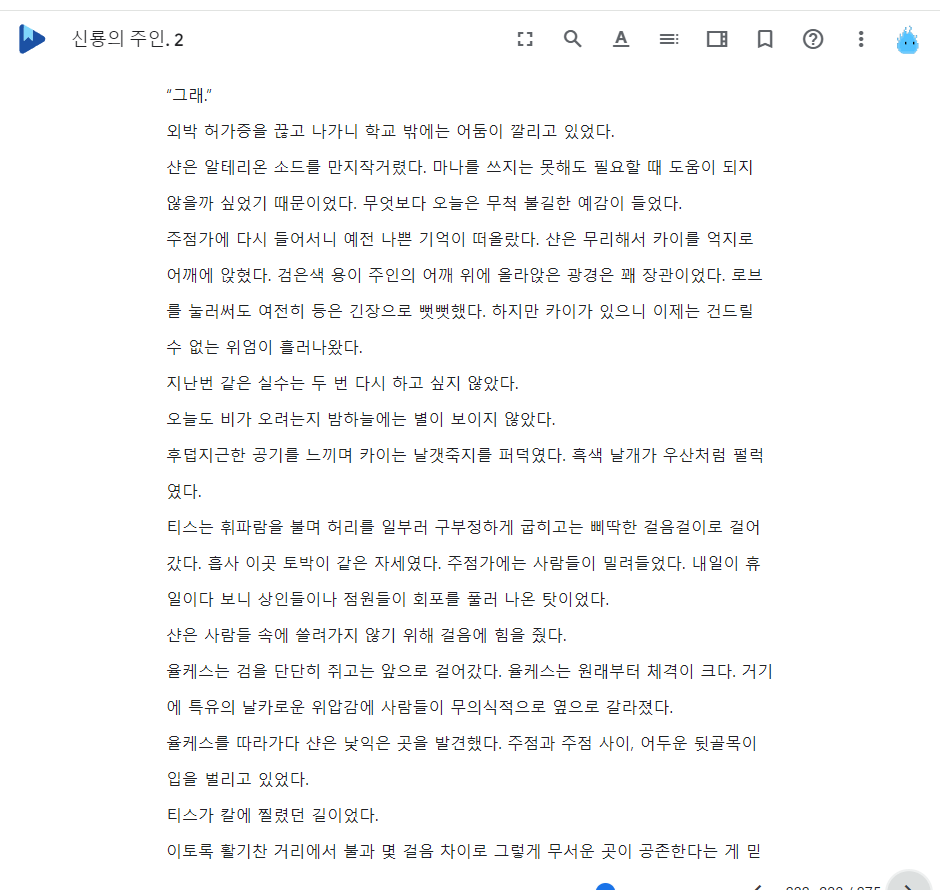 신룡의 주인. 2
“그래.”
외박 허가증을 끊고 나가니 학교 밖에는 어둠이 깔리고 있었다.
샨은 알테리온 소드를 만지작거렸다. 마나를 쓰지는 못해도 필요할 때 도움이 되지
않을까 싶었기 때문이었다. 무엇보다 오늘은 무척 불길한 예감이 들었다.
주점가에 다시 들어서니 예전 나쁜 기억이 떠올랐다. 샨은 무리해서 카이를 억지로
어깨에 앉혔다. 검은색 용이 주인의 어깨 위에 올라앉은 광경은 꽤 장관이었다. 로브
를 눌러써도 여전히 등은 긴장으로 뻣뻣했다. 하지만 카이가 있으니 이제는 건드릴
수 없는 위엄이 흘러나왔다.
지난번 같은 실수는 두 번 다시 하고 싶지 않았다.
오늘도 비가 오려는지 밤하늘에는 별이 보이지 않았다.
후덥지근한 공기를 느끼며 카이는 날갯죽지를 퍼덕였다. 흑색 날개가 우산처럼 펄럭
였다.
티스는 휘파람을 불며 허리를 일부러 구부정하게 굽히고는 삐딱한 걸음걸이로 걸어
갔다. 흡사 이곳 토박이 같은 자세였다. 주점가에는 사람들이 밀려들었다. 내일이 휴
일이다 보니 상인들이나 점원들이 회포를 풀러 나온 탓이었다.
샨은 사람들 속에 쓸려가지 않기 위해 걸음에 힘을 줬다.
율케스는 검을 단단히 쥐고는 앞으로 걸어갔다. 율케스는 원래부터 체격이 크다. 거기
에 특유의 날카로운 위압감에 사람들이 무의식적으로 옆으로 갈라졌다.
율케스를 따라가다 샨은 낯익은 곳을 발견했다. 주점과 주점 사이, 어두운 뒷골목이
입을 벌리고 있었다.
티스가 칼에 찔렸던 길이었다.
이토록 활기찬 거리에서 불과 몇 걸음 차이로 그렇게 무서운 곳이 공존한다는 게 믿